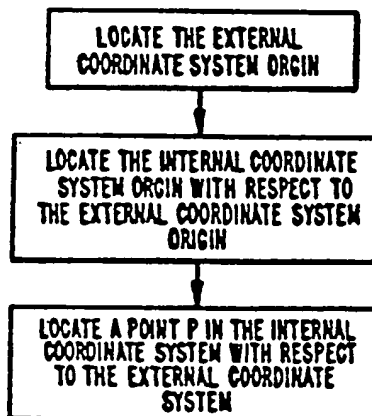 LOCATE THE EXTERNAL
COORDINATE SYSTEM ORGIN
LOCATE THE INTERNAL COORDINATE
SYSTEM ORGIN WITH RESPECT TO
THE EXTERNAL COORDINATE SYSTEM
ORIGIN
LOCATE A POINT P IN THE INTERNAL
COORDINATE SYSTEM WITH RESPECT
TO THE EXTERNAL COORDINATE
SYSTEM